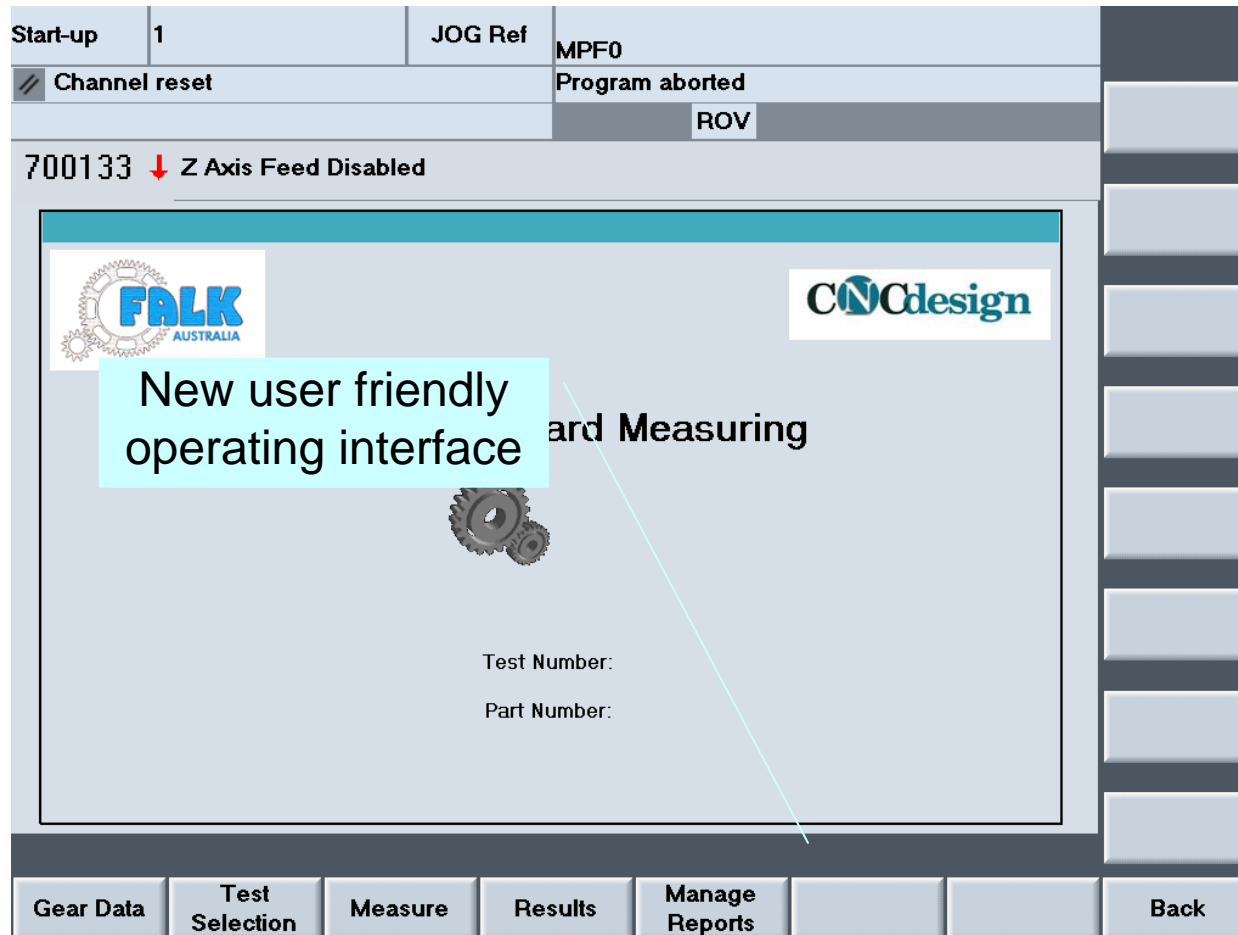 Start-up 1 JOG Ref MPF0
Channel reset Program aborted
ROV
700133 Z Axis Feed Disabled
FALK
AUSTRALIA
CNCdesign
New user friendly
operating interface
ard Measuring
Test Number:
Part Number:
Gear Data Test Selection Measure Results Manage Reports Back